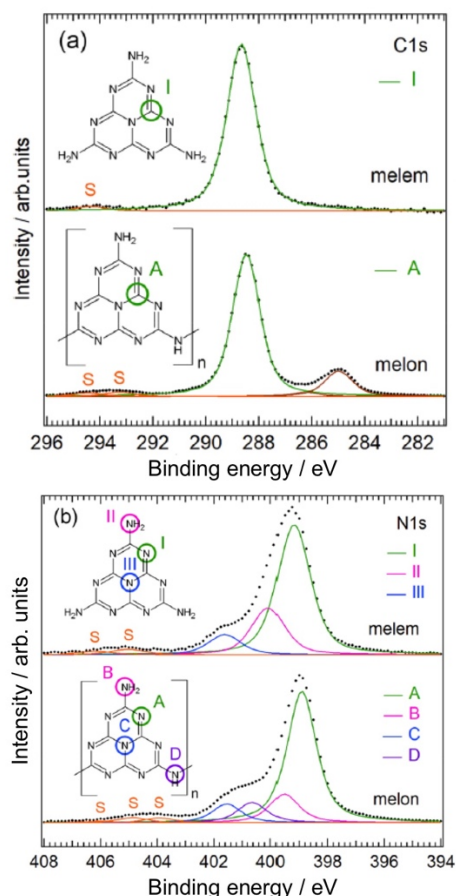 (a)
C1s
NH₂
I
I
N
N
N
N
N
N
N
H₂N
NH₂
melem
S
Intensity / arb.units
NH₂
A
A
N
N
N
N
N
N
N
N
H
n
melon
S
S
296
294
292
290
288
286
284
282
Binding energy / eV
(b)
N1s
II
NH₂
I
I
II
III
III
N
N
N
N
N
N
N
H₂N
NH₂
melem
S
S
Intensity / arb. units
B
NH₂
A
A
B
C
D
C
D
N
N
N
N
N
N
N
N
H
n
melon
S
S
S
408
406
404
402
400
398
396
394
Binding energy / eV